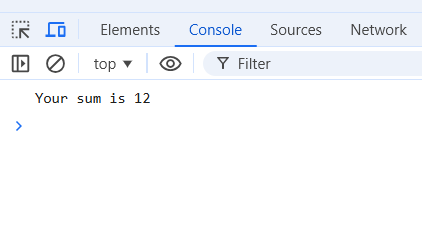 Elements Console Sources Network
top Filter
Your sum is 12